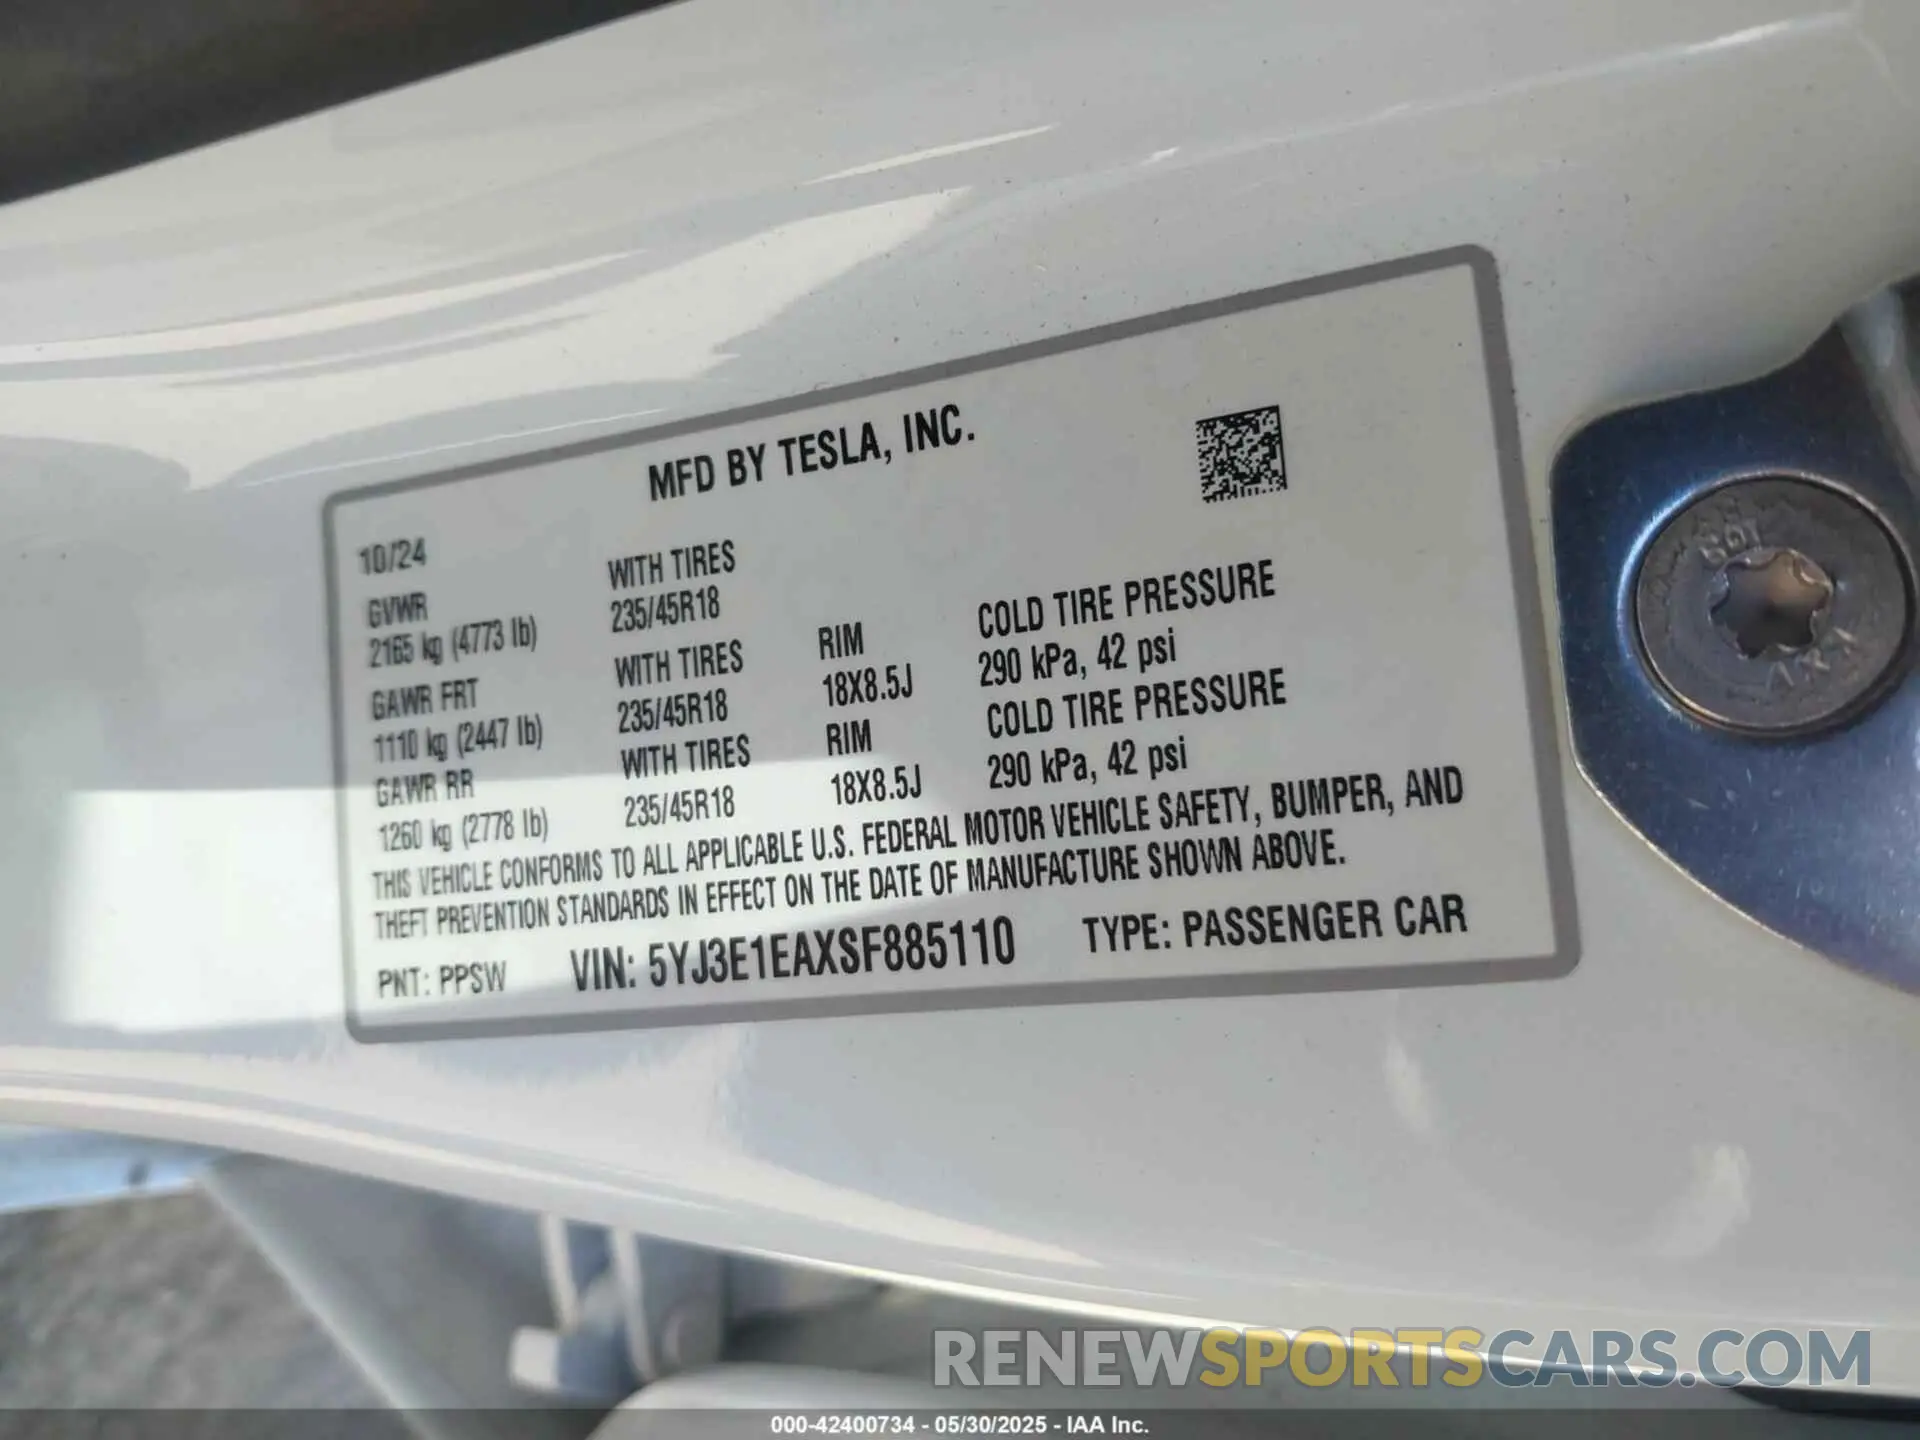 MFD BY TESLA, INC.
10/24
GVWR WITH TIRES
2165 kg (4773 lb) 235/45R18
GAWR FRT WITH TIRES RIM COLD TIRE PRESSURE
1110 kg (2447 lb) 235/45R18 18X8.5J 290 kPa, 42 psi
GAWR RR WITH TIRES RIM COLD TIRE PRESSURE
1260 kg (2778 lb) 235/45R18 18X8.5J 290 kPa, 42 psi
THIS VEHICLE CONFORMS TO ALL APPLICABLE U.S. FEDERAL MOTOR VEHICLE SAFETY, BUMPER, AND
THEFT PREVENTION STANDARDS IN EFFECT ON THE DATE OF MANUFACTURE SHOWN ABOVE.
PNT: PPSW VIN: 5YJ3E1EAXSF885110 TYPE: PASSENGER CAR
RENEWSPORTSCARS.COM
000-42400734 - 05/30/2025 - IAA Inc.